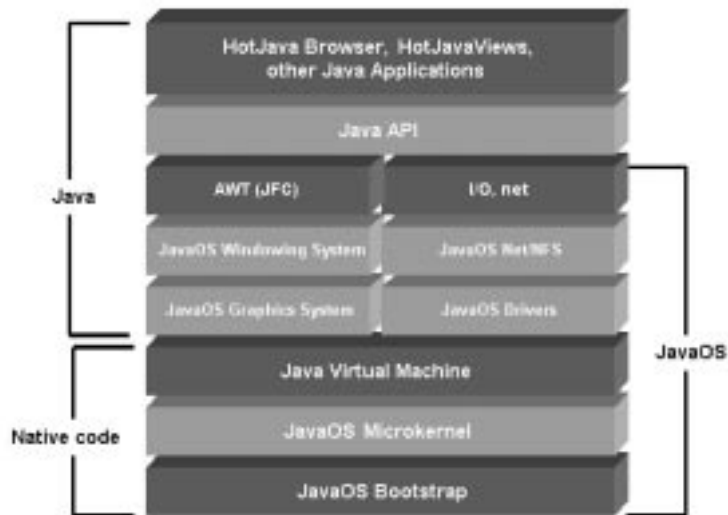 HotJava Browser, HotJavaViews,
other Java Applications
Java API
Java
AWT (JFC)
I/O, net
JavaOS Windowing System
JavaOS Net/NFS
JavaOS Graphics System
JavaOS Drivers
JavaOS
Java Virtual Machine
Native code
JavaOS Microkernel
JavaOS Bootstrap